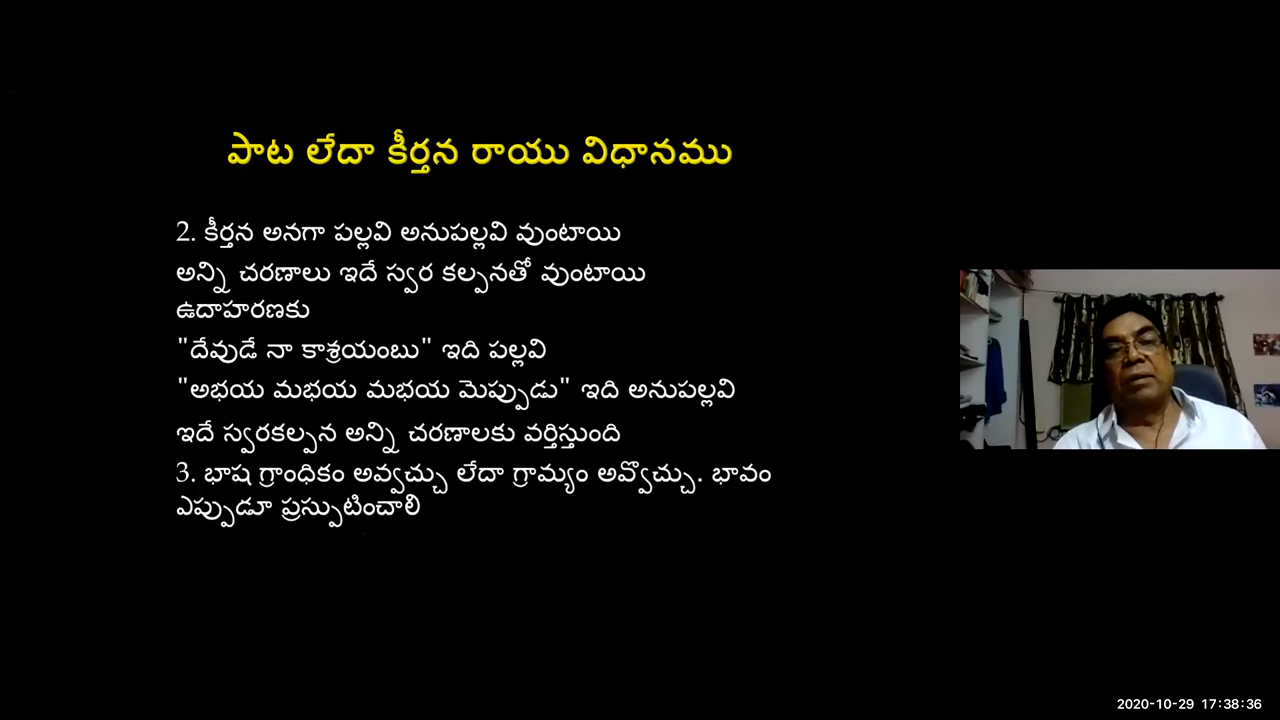 పాట లేదా కీర్తన రాయు విధానము
2. కీర్తన అనగా పల్లవి అనుపల్లవి వుంటాయి
అన్ని చరణాలు ఇదే స్వర కల్పనతో వుంటాయి
ఉదాహరణకు
"దేవుడే నా కాశ్రయంబు" ఇది పల్లవి
"అభయ మభయ మభయ మెప్పుడు" ఇది అనుపల్లవి
ఇదే స్వరకల్పన అన్ని చరణాలకు వర్తిస్తుంది
3. భాష గ్రాంధికం అవ్వచ్చు లేదా గ్రామ్యం అవ్వొచ్చు. భావం
ఎప్పుడూ ప్రస్పుటించాలి
2020-10-29 17:38:36